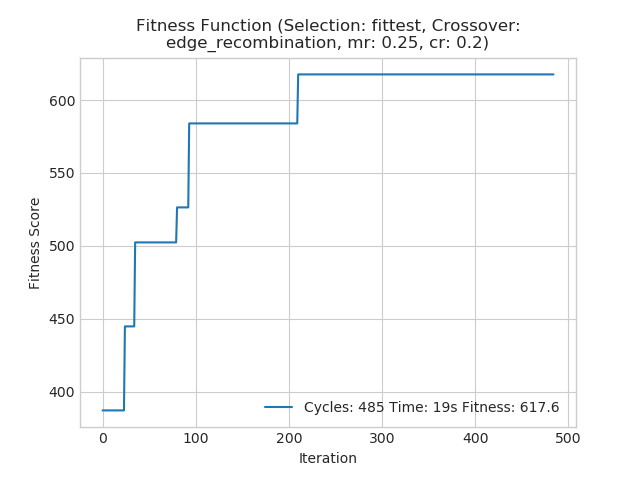 Fitness Function (Selection: fittest, Crossover:
edge_recombination, mr: 0.25, cr: 0.2)
600
550
500
450
400
Fitness Score
Cycles: 485 Time: 19s Fitness: 617.6
0 100 200 300 400 500
Iteration